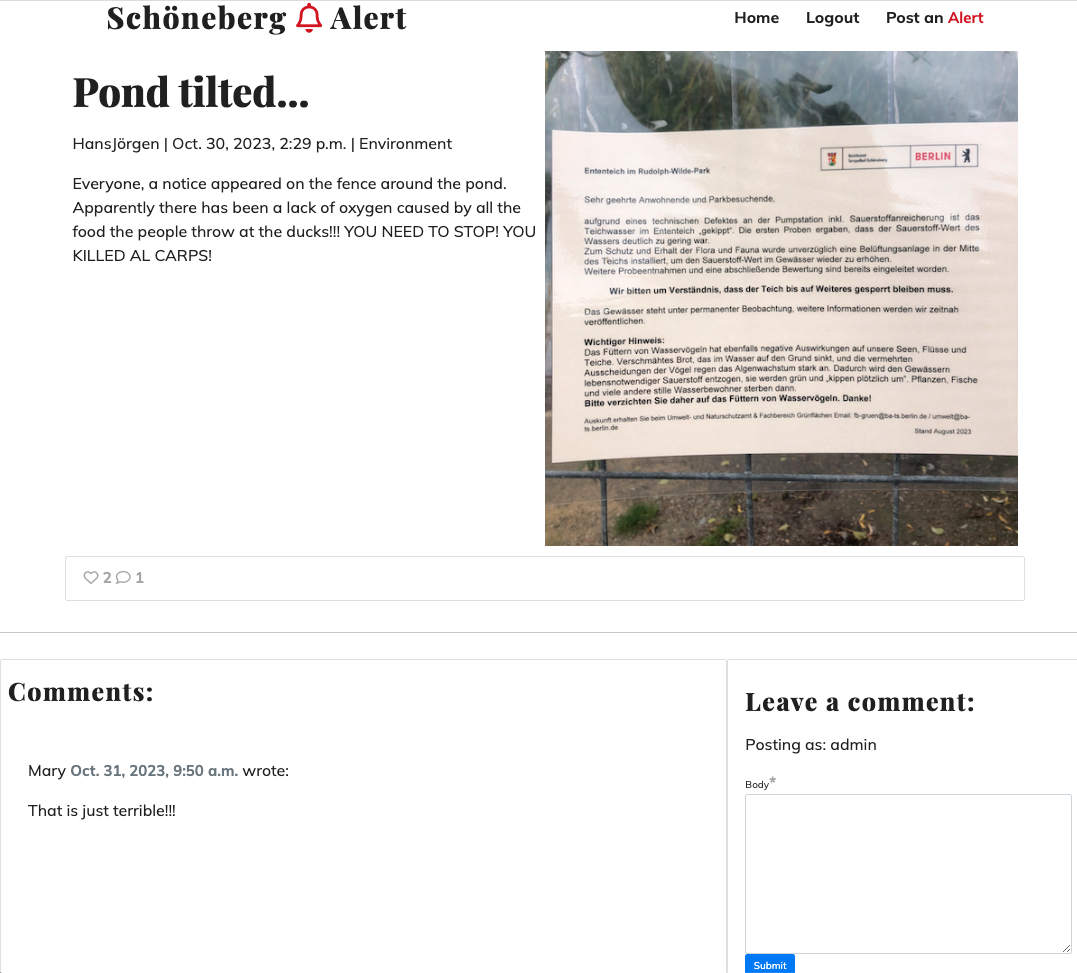 Schöneberg Alert
Home Logout Post an Alert
Pond tilted...
HansJörgen | Oct. 30, 2023, 2:29 p.m. | Environment
Everyone, a notice appeared on the fence around the pond.
Apparently there has been a lack of oxygen caused by all the
food the people throw at the ducks!!! YOU NEED TO STOP! YOU
KILLED AL CARPS!
Bezirksamt
Tempelhof-Schöneberg
BERLIN
Ententeich im Rudolph-Wilde-Park
Sehr geehrte Anwohnende und Parkbesuchende,
aufgrund eines technischen Defektes an der Pumpstation inkl. Sauerstoffanreicherung ist das
Teichwasser im Ententeich „gekippt". Die ersten Proben ergaben, dass der Sauerstoff-Wert des
Wassers deutlich zu gering war.
Zum Schutz und Erhalt der Flora und Fauna wurde unverzüglich eine Belüftungsanlage in der Mitte
des Teichs installiert, um den Sauerstoff-Wert im Gewässer wieder zu erhöhen.
Weitere Probeentnahmen und eine abschließende Bewertung sind bereits eingeleitet worden.
Wir bitten um Verständnis, dass der Teich bis auf Weiteres gesperrt bleiben muss.
Das Gewässer steht unter permanenter Beobachtung, weitere Informationen werden wir zeitnah
veröffentlichen.
Wichtiger Hinweis:
Das Füttern von Wasservögeln hat ebenfalls negative Auswirkungen auf unsere Seen, Flüsse und
Teiche. Verschmähtes Brot, das im Wasser auf den Grund sinkt, und die vermehrten
Ausscheidungen der Vögel regen das Algenwachstum stark an. Dadurch wird den Gewässern
lebensnotwendiger Sauerstoff entzogen, sie werden grün und „kippen plötzlich um". Pflanzen, Fische
und viele andere stille Wasserbewohner sterben dann.
Bitte verzichten Sie daher auf das Füttern von Wasservögeln. Danke!
Auskunft erhalten Sie beim Umwelt- und Naturschutzamt & Fachbereich Grünflächen Email: fb-gruen@ba-ts.berlin.de / umwelt@ba-
ts.berlin.de
Stand August 2023
2 1
Comments:
Mary Oct. 31, 2023, 9:50 a.m. wrote:
That is just terrible!!!
Leave a comment:
Posting as: admin
Body*
Submit